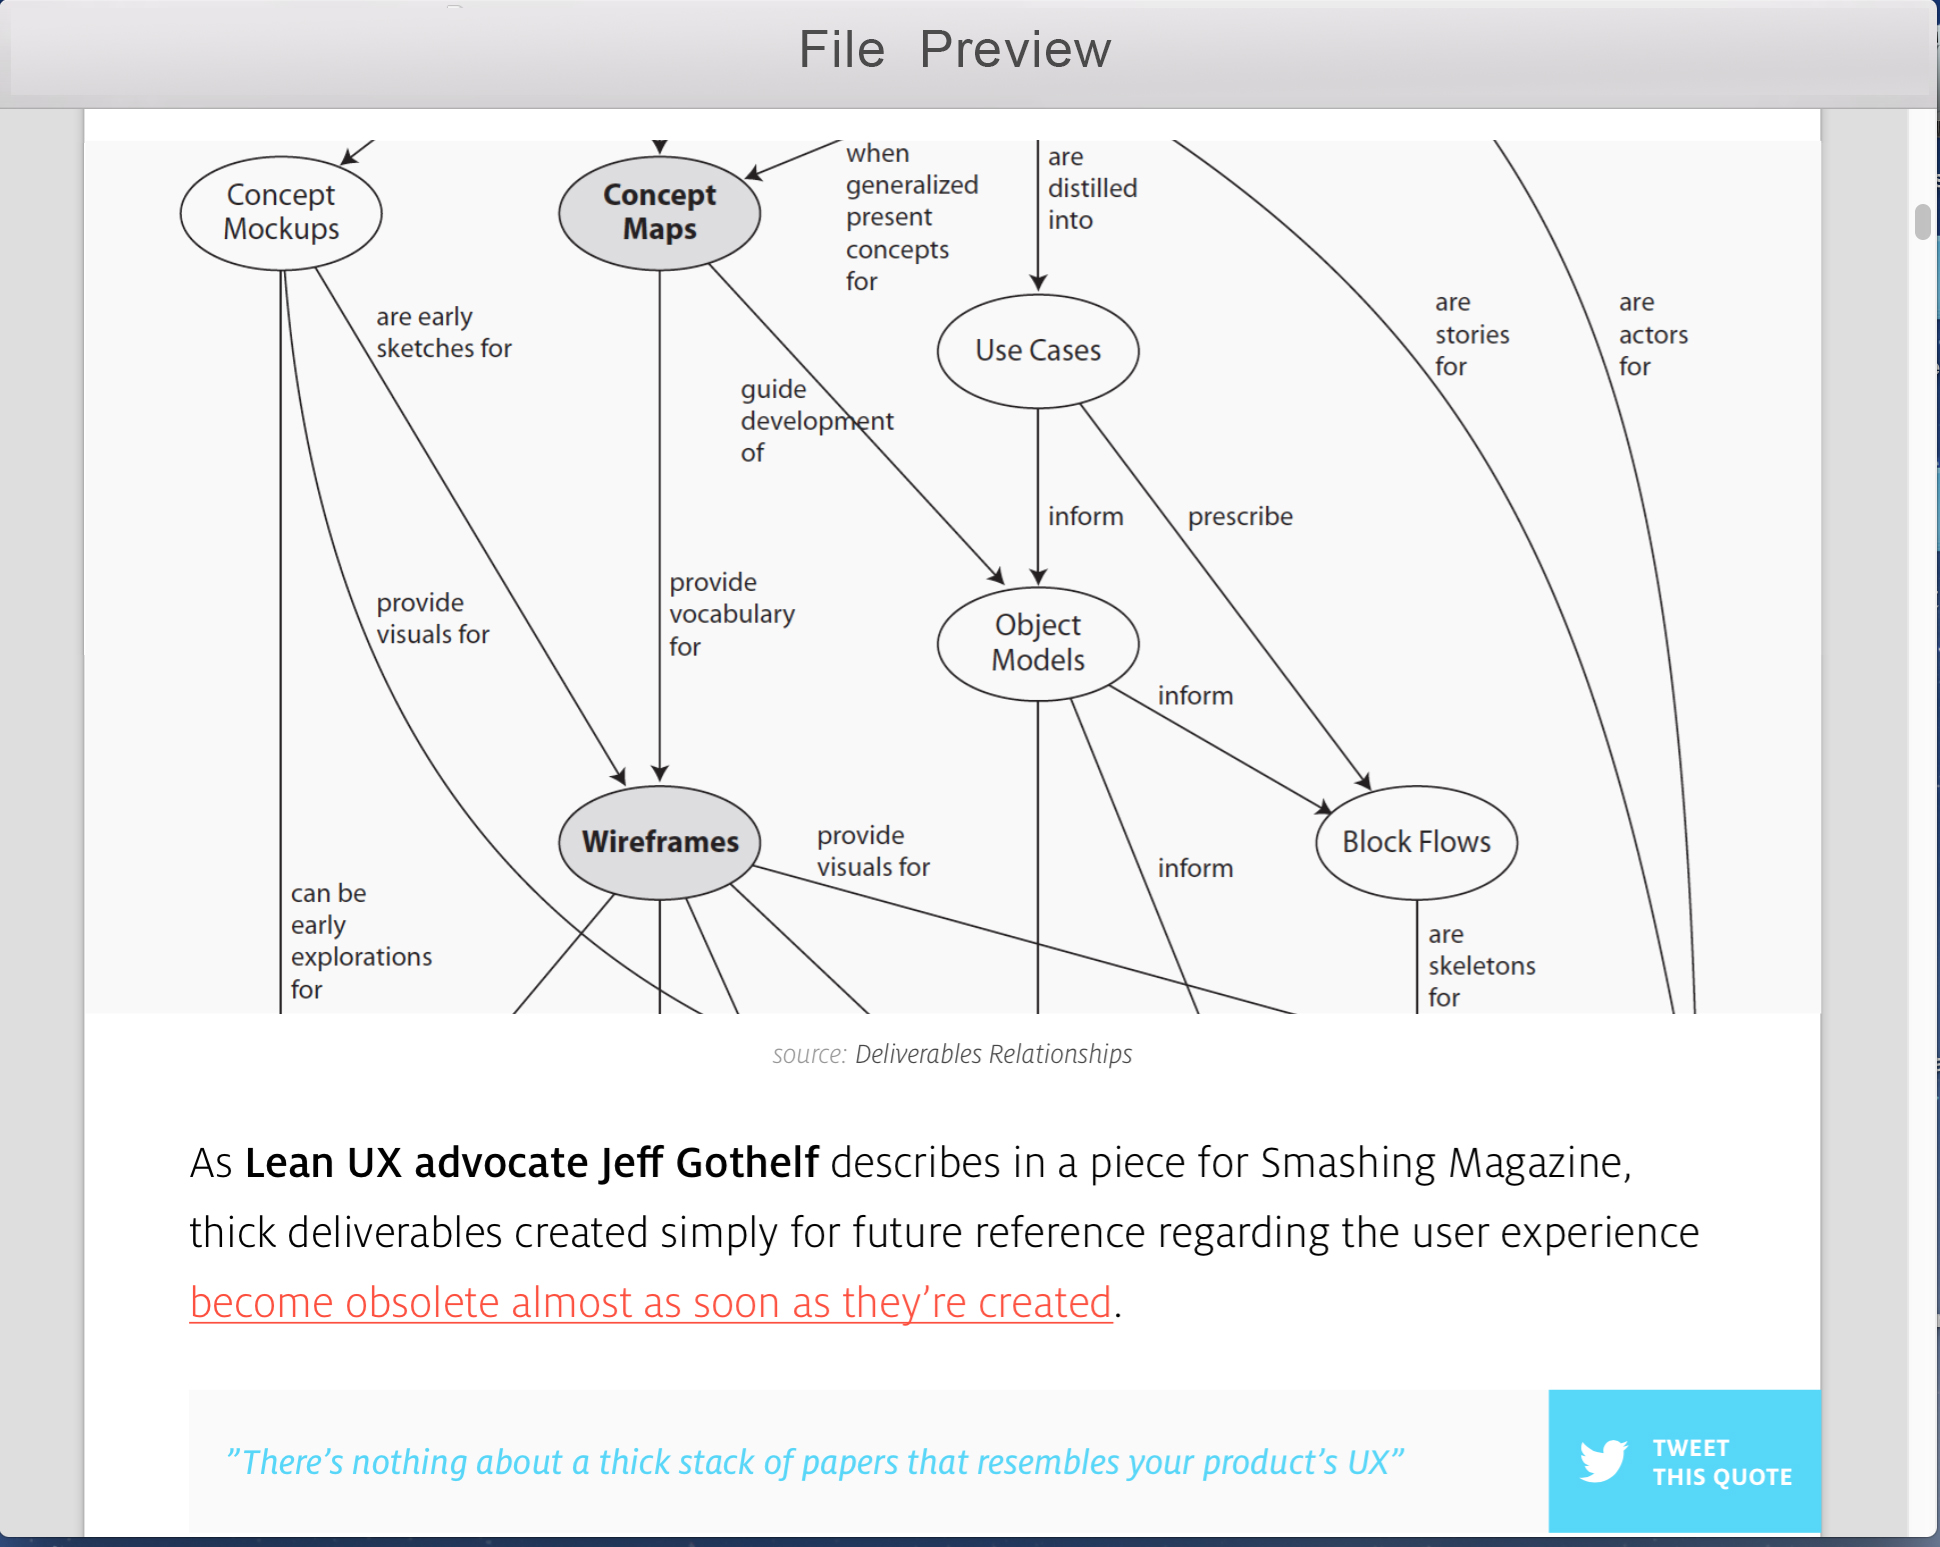 File Preview
Concept
Mockups
Concept
Maps
when
generalized
present
concepts
for
are
distilled
into
are early
sketches for
Use Cases
are
stories
for
are
actors
for
guide
development
of
inform
prescribe
provide
visuals for
provide
vocabulary
for
Object
Models
inform
Wireframes
provide
visuals for
inform
Block Flows
can be
early
explorations
for
are
skeletons
for
source: Deliverables Relationships
As Lean UX advocate Jeff Gothelf describes in a piece for Smashing Magazine,
thick deliverables created simply for future reference regarding the user experience
become obsolete almost as soon as they’re created.
”There’s nothing about a thick stack of papers that resembles your product’s UX”
TWEET
THIS QUOTE